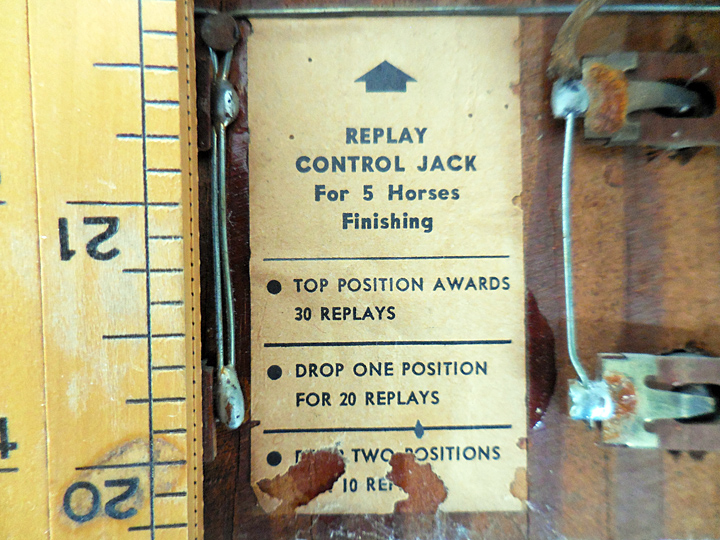 REPLAY
CONTROL JACK
For 5 Horses
Finishing
TOP POSITION AWARDS
30 REPLAYS
DROP ONE POSITION
FOR 20 REPLAYS
TWO POSITIONS
10
21
20